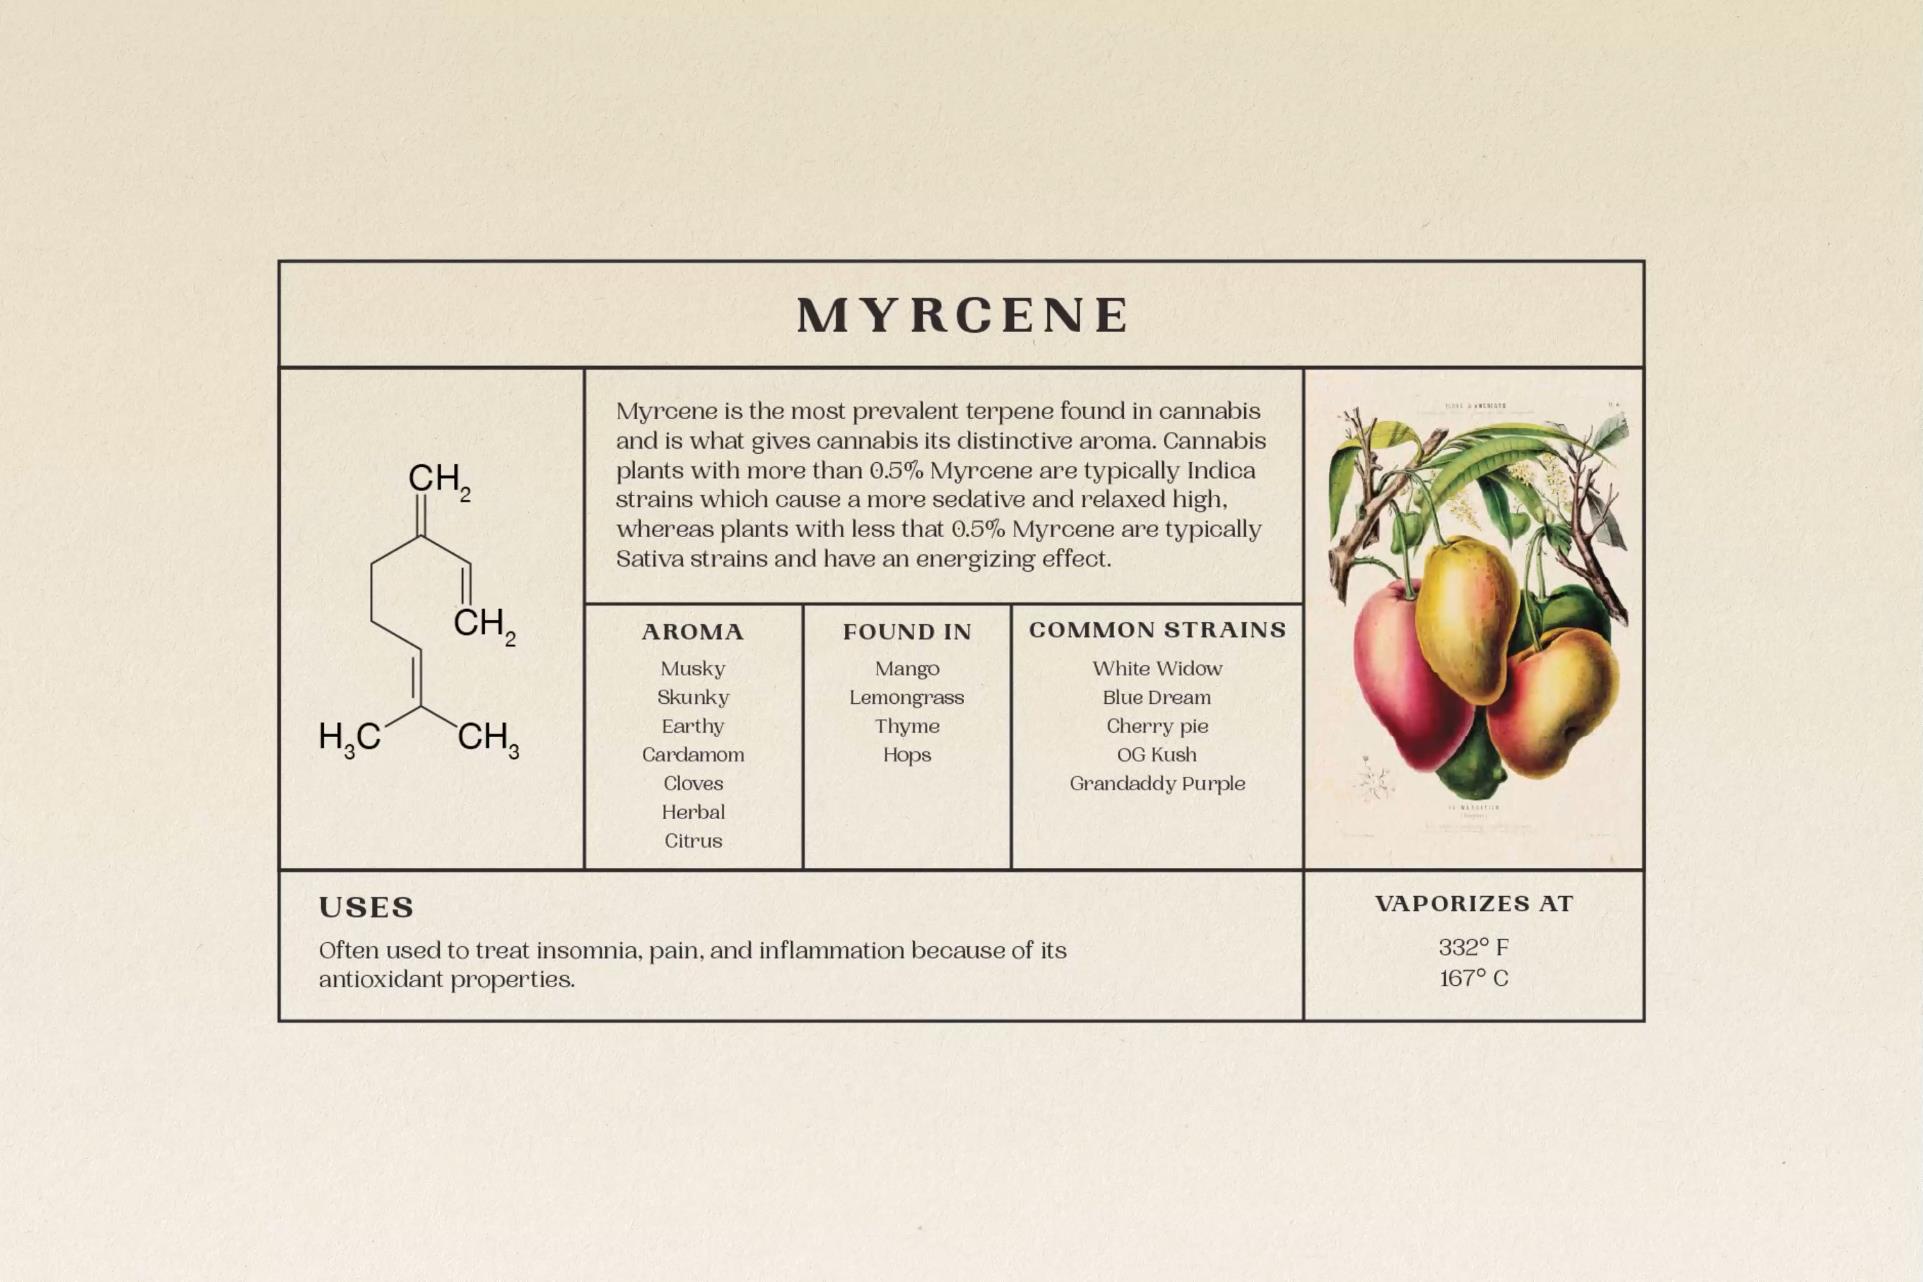 MYRCENE
CH2
CH2
H3C
CH3
Myrcene is the most prevalent terpene found in cannabis
and is what gives cannabis its distinctive aroma. Cannabis
plants with more than 0.5% Myrcene are typically Indica
strains which cause a more sedative and relaxed high,
whereas plants with less that 0.5% Myrcene are typically
Sativa strains and have an energizing effect.
AROMA
Musky
Skunky
Earthy
Cardamom
Cloves
Herbal
Citrus
FOUND IN
Mango
Lemongrass
Thyme
Hops
COMMON STRAINS
White Widow
Blue Dream
Cherry pie
OG Kush
Grandaddy Purple
USES
Often used to treat insomnia, pain, and inflammation because of its
antioxidant properties.
VAPORIZES AT
332° F
167° C